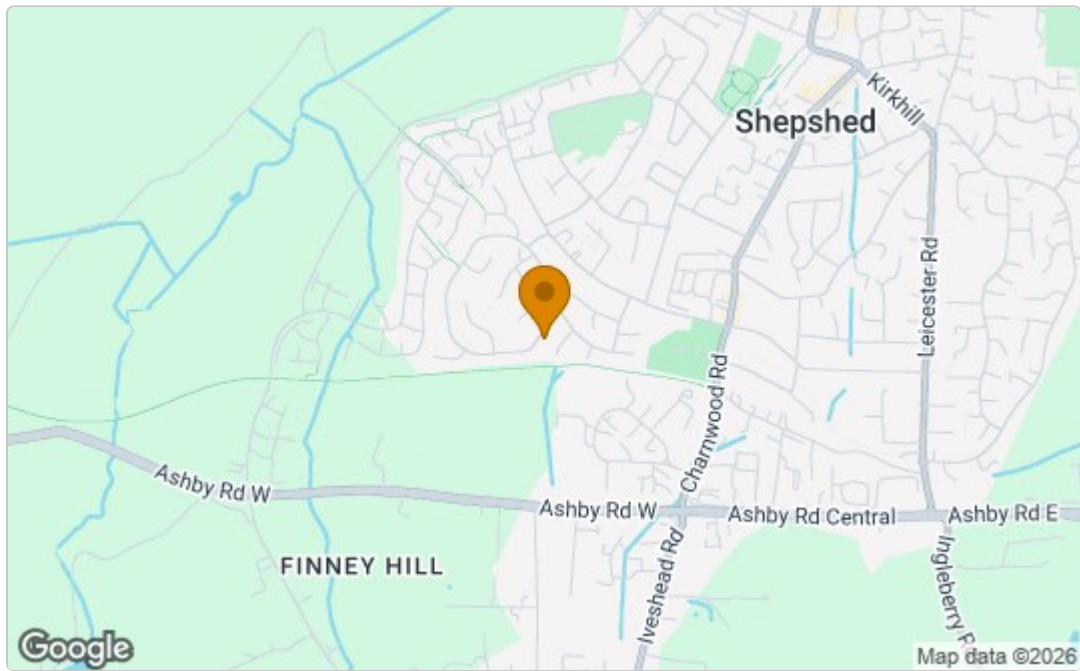 Kirkhill
Shepshed
Leicester Rd
Charnwood Rd
Ashby Rd W
Ashby Rd W
Ashby Rd Central
Ashby Rd E
FINNEY HILL
Iveshead Rd
Ingleberry R
Google
Map data ©2026